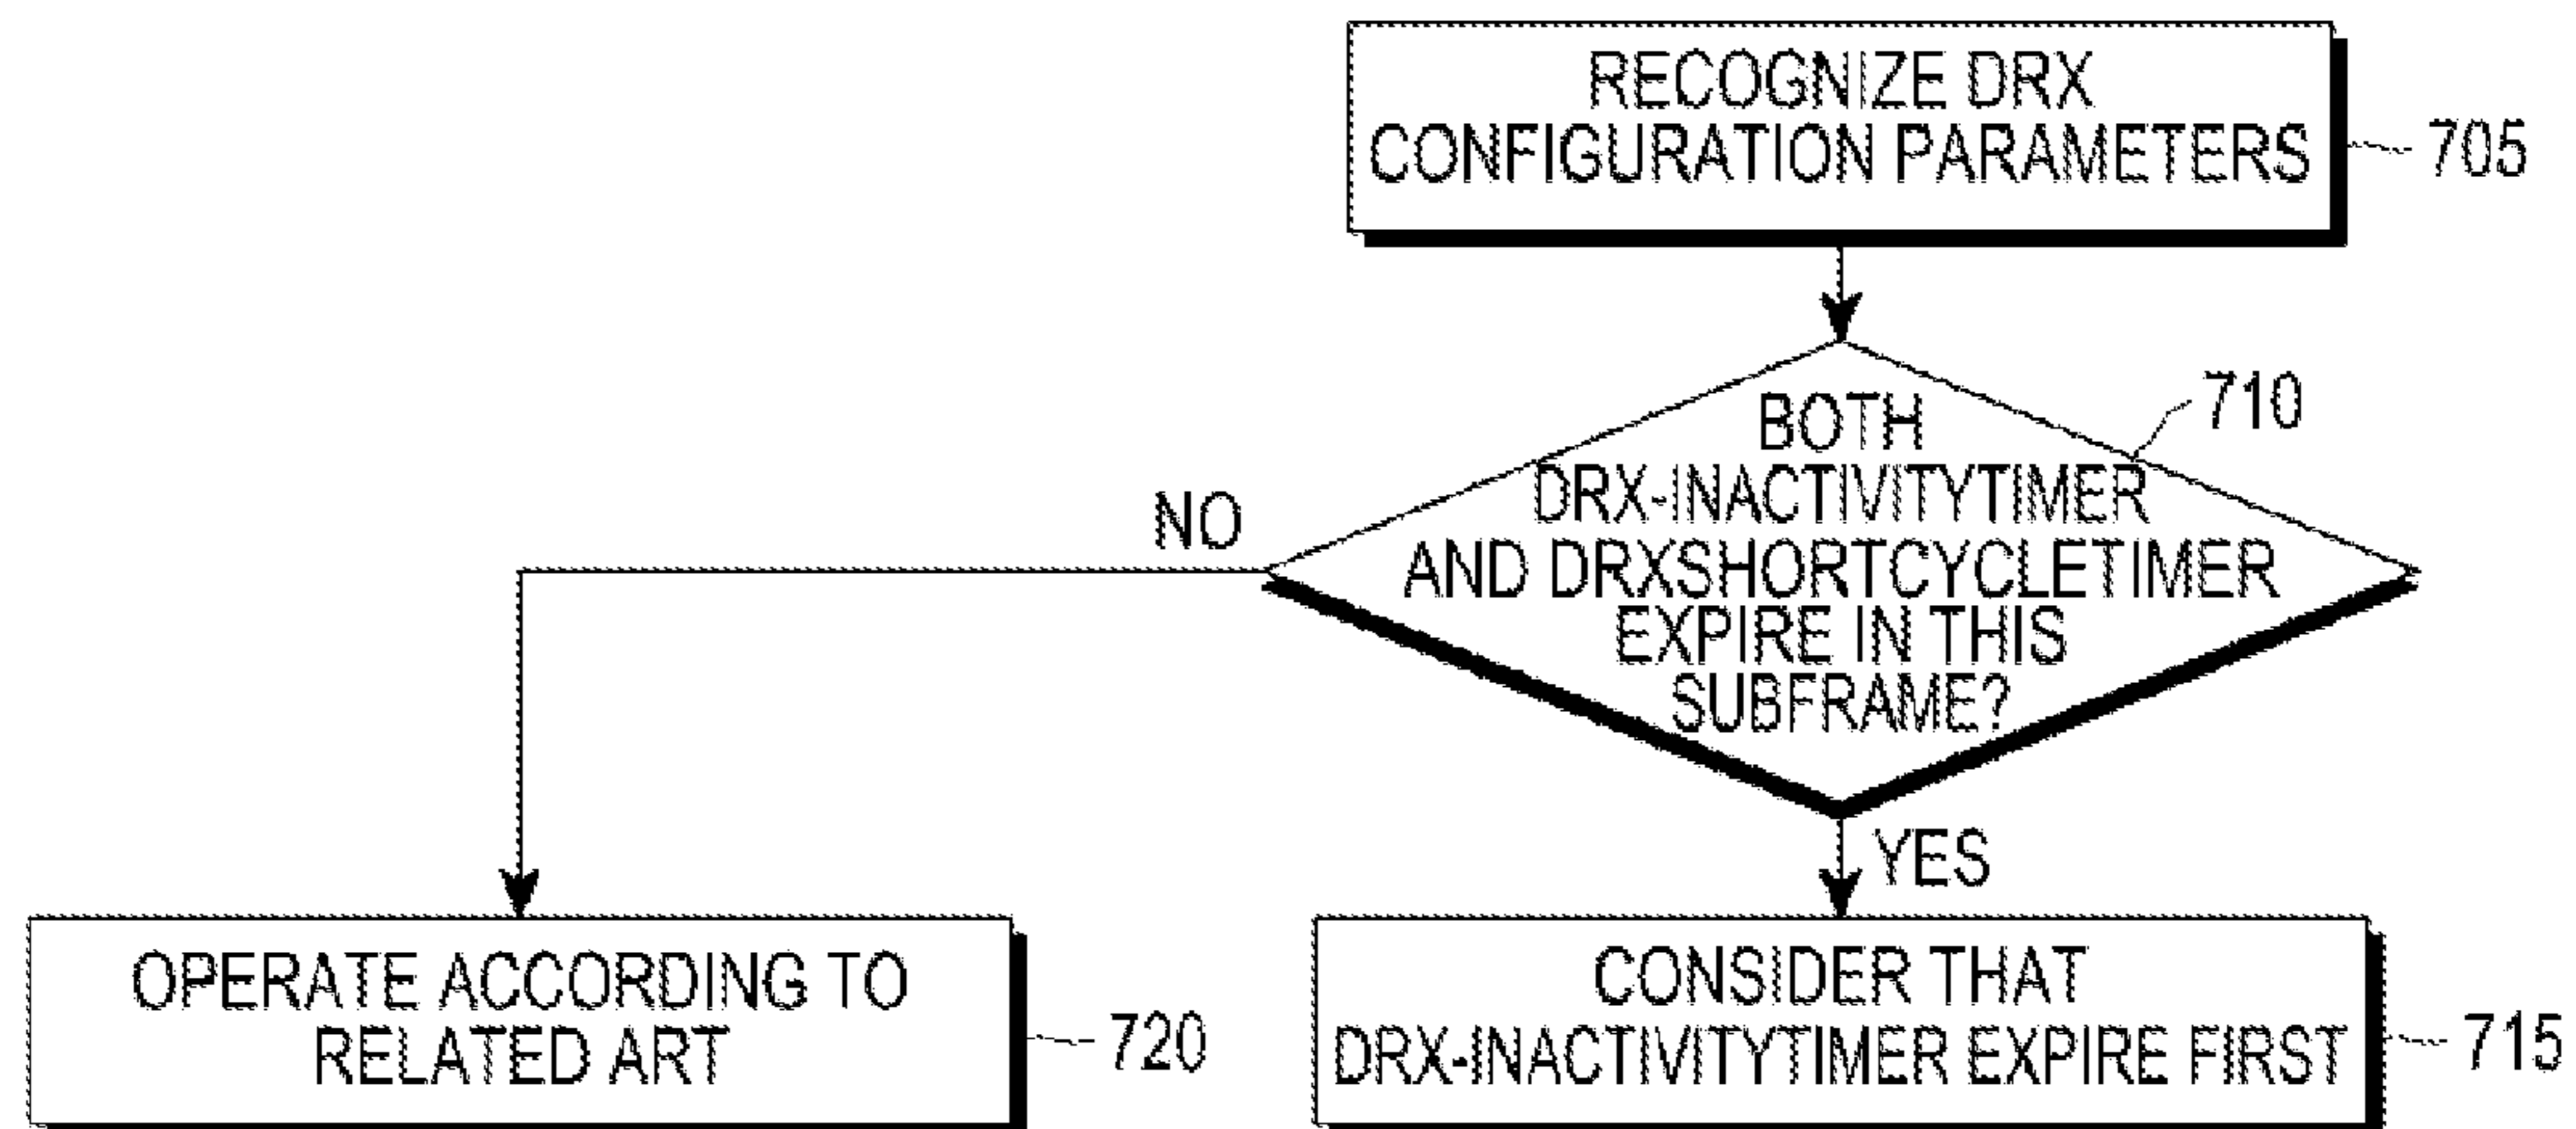 RECOGNIZE DRX
CONFIGURATION PARAMETERS
705
710
BOTH
DRX-INACTIVITYTIMER
AND DRXSHORTCYCLETIMER
EXPIRE IN THIS
SUBFRAME?
NO
YES
OPERATE ACCORDING TO
RELATED ART
720
CONSIDER THAT
DRX-INACTIVITYTIMER EXPIRE FIRST
715